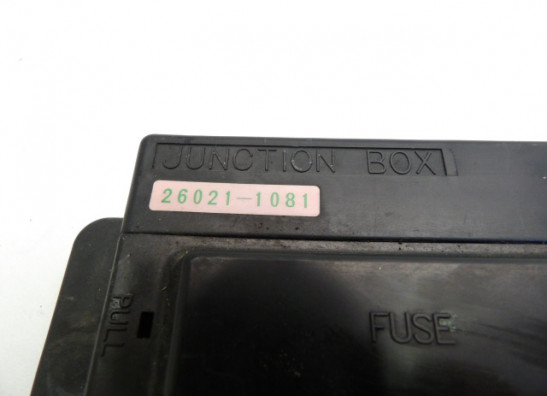 JUNCTION BOX
26021-1081
PULL
FUSE